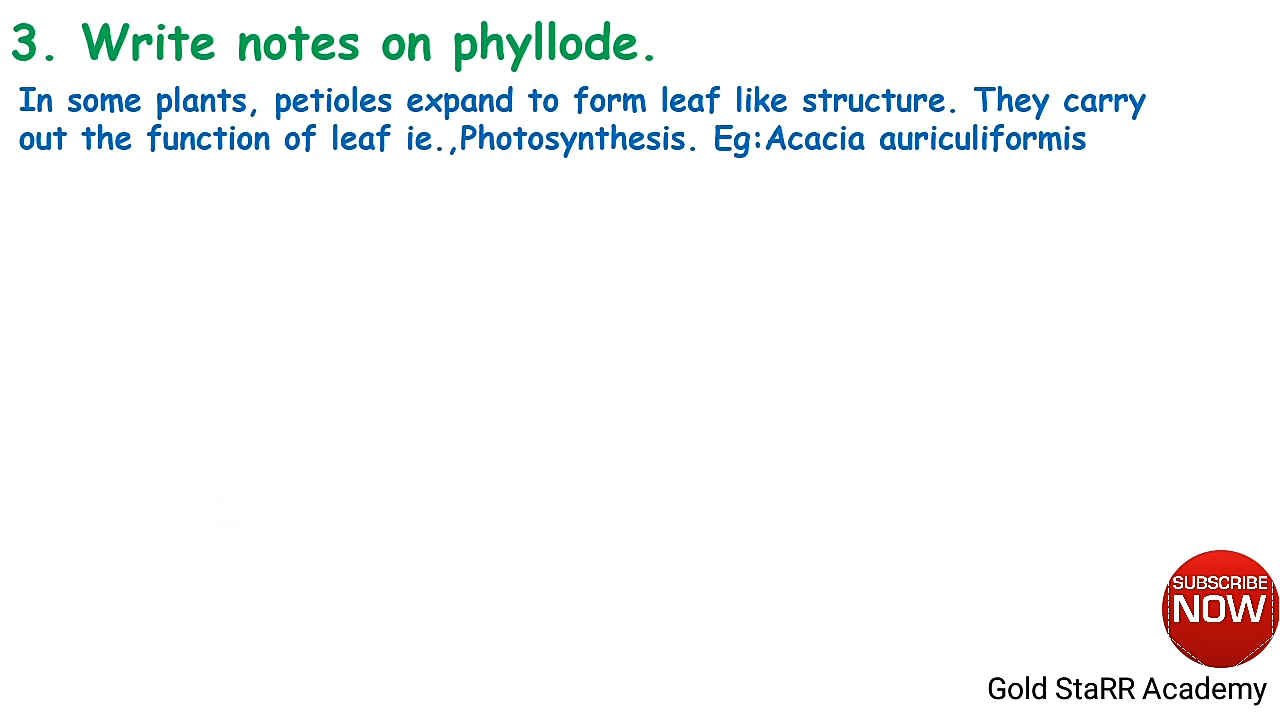 3. Write notes on phyllode.
In some plants, petioles expand to form leaf like structure. They carry
out the function of leaf ie.,Photosynthesis. Eg:Acacia auriculiformis
SUBSCRIBE
NOW
Gold StaRR Academy